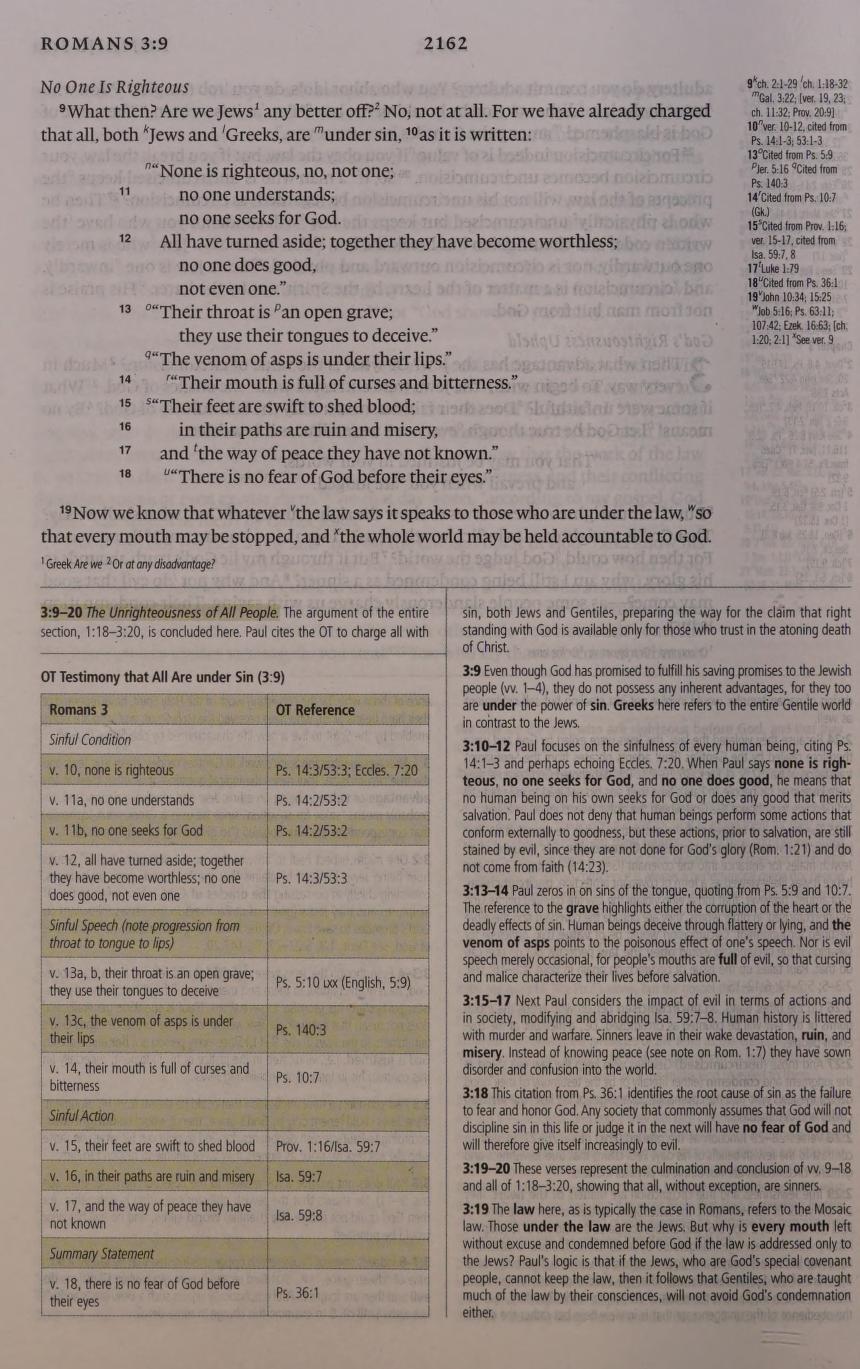 ROMANS 3:9
2162
No One Is Righteous
9What then? Are we Jews1 any better off?2 No, not at all. For we have already charged
that all, both kJews and lGreeks, are munder sin, 10as it is written:
n“None is righteous, no, not one;
11 no one understands;
no one seeks for God.
12 All have turned aside; together they have become worthless;
no one does good,
not even one.”
13 o“Their throat is pan open grave;
they use their tongues to deceive.”
q“The venom of asps is under their lips.”
14 r“Their mouth is full of curses and bitterness.”
15 s“Their feet are swift to shed blood;
16 in their paths are ruin and misery,
17 and tthe way of peace they have not known.”
18 u“There is no fear of God before their eyes.”
19Now we know that whatever vthe law says it speaks to those who are under the law, wso
that every mouth may be stopped, and xthe whole world may be held accountable to God.
1 Greek Are we 2 Or at any disadvantage?
9kch. 2:1-29 lch. 1:18-32
mGal. 3:22; [ver. 19, 23;
ch. 11:32; Prov. 20:9]
10nver. 10-12, cited from
Ps. 14:1-3; 53:1-3
13oCited from Ps. 5:9
pJer. 5:16 qCited from
Ps. 140:3
14rCited from Ps. 10:7
(Gk.)
15sCited from Prov. 1:16;
ver. 15-17, cited from
Isa. 59:7, 8
17tLuke 1:79
18uCited from Ps. 36:1
19vJohn 10:34; 15:25
wJob 5:16; Ps. 63:11;
107:42; Ezek. 16:63; [ch.
1:20; 2:1] xSee ver. 9
3:9–20 The Unrighteousness of All People. The argument of the entire
section, 1:18–3:20, is concluded here. Paul cites the OT to charge all with
OT Testimony that All Are under Sin (3:9)
Romans 3 OT Reference
Sinful Condition
v. 10, none is righteous Ps. 14:3/53:3; Eccles. 7:20
v. 11a, no one understands Ps. 14:2/53:2
v. 11b, no one seeks for God Ps. 14:2/53:2
v. 12, all have turned aside; together
they have become worthless; no one Ps. 14:3/53:3
does good, not even one
Sinful Speech (note progression from
throat to tongue to lips)
v. 13a, b, their throat is an open grave; Ps. 5:10 LXX (English, 5:9)
they use their tongues to deceive
v. 13c, the venom of asps is under Ps. 140:3
their lips
v. 14, their mouth is full of curses and Ps. 10:7
bitterness
Sinful Action
v. 15, their feet are swift to shed blood Prov. 1:16/Isa. 59:7
v. 16, in their paths are ruin and misery Isa. 59:7
v. 17, and the way of peace they have Isa. 59:8
not known
Summary Statement
v. 18, there is no fear of God before Ps. 36:1
their eyes
sin, both Jews and Gentiles, preparing the way for the claim that right
standing with God is available only for those who trust in the atoning death
of Christ.
3:9 Even though God has promised to fulfill his saving promises to the Jewish
people (vv. 1–4), they do not possess any inherent advantages, for they too
are under the power of sin. Greeks here refers to the entire Gentile world
in contrast to the Jews.
3:10–12 Paul focuses on the sinfulness of every human being, citing Ps.
14:1–3 and perhaps echoing Eccles. 7:20. When Paul says none is righ-
teous, no one seeks for God, and no one does good, he means that
no human being on his own seeks for God or does any good that merits
salvation. Paul does not deny that human beings perform some actions that
conform externally to goodness, but these actions, prior to salvation, are still
stained by evil, since they are not done for God's glory (Rom. 1:21) and do
not come from faith (14:23).
3:13–14 Paul zeros in on sins of the tongue, quoting from Ps. 5:9 and 10:7.
The reference to the grave highlights either the corruption of the heart or the
deadly effects of sin. Human beings deceive through flattery or lying, and the
venom of asps points to the poisonous effect of one's speech. Nor is evil
speech merely occasional, for people's mouths are full of evil, so that cursing
and malice characterize their lives before salvation.
3:15–17 Next Paul considers the impact of evil in terms of actions and
in society, modifying and abridging Isa. 59:7–8. Human history is littered
with murder and warfare. Sinners leave in their wake devastation, ruin, and
misery. Instead of knowing peace (see note on Rom. 1:7) they have sown
disorder and confusion into the world.
3:18 This citation from Ps. 36:1 identifies the root cause of sin as the failure
to fear and honor God. Any society that commonly assumes that God will not
discipline sin in this life or judge it in the next will have no fear of God and
will therefore give itself increasingly to evil.
3:19–20 These verses represent the culmination and conclusion of vv. 9–18
and all of 1:18–3:20, showing that all, without exception, are sinners.
3:19 The law here, as is typically the case in Romans, refers to the Mosaic
law. Those under the law are the Jews. But why is every mouth left
without excuse and condemned before God if the law is addressed only to
the Jews? Paul's logic is that if the Jews, who are God's special covenant
people, cannot keep the law, then it follows that Gentiles, who are taught
much of the law by their consciences, will not avoid God's condemnation
either.